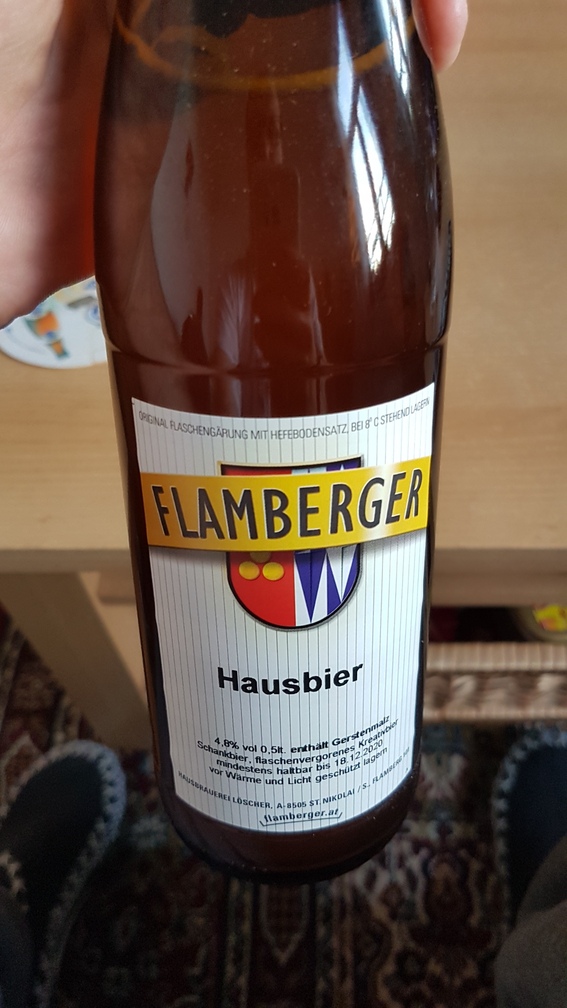 ORIGINAL FLASCHENGÄRUNG MIT HEFEBODENSATZ, BEI 8° C STEHEND LAGERN
FLAMBERGER
Hausbier
4,8% vol 0,5lt. enthält Gerstenmalz
Schankbier, flaschenvergorenes Kreativbier
mindestens haltbar bis 18.12.2020
vor Wärme und Licht geschützt lagern
HAUSBRAUEREI LÖSCHER, A-8505 ST. NIKOLAI / S., FLAMBERG
flamberger.at